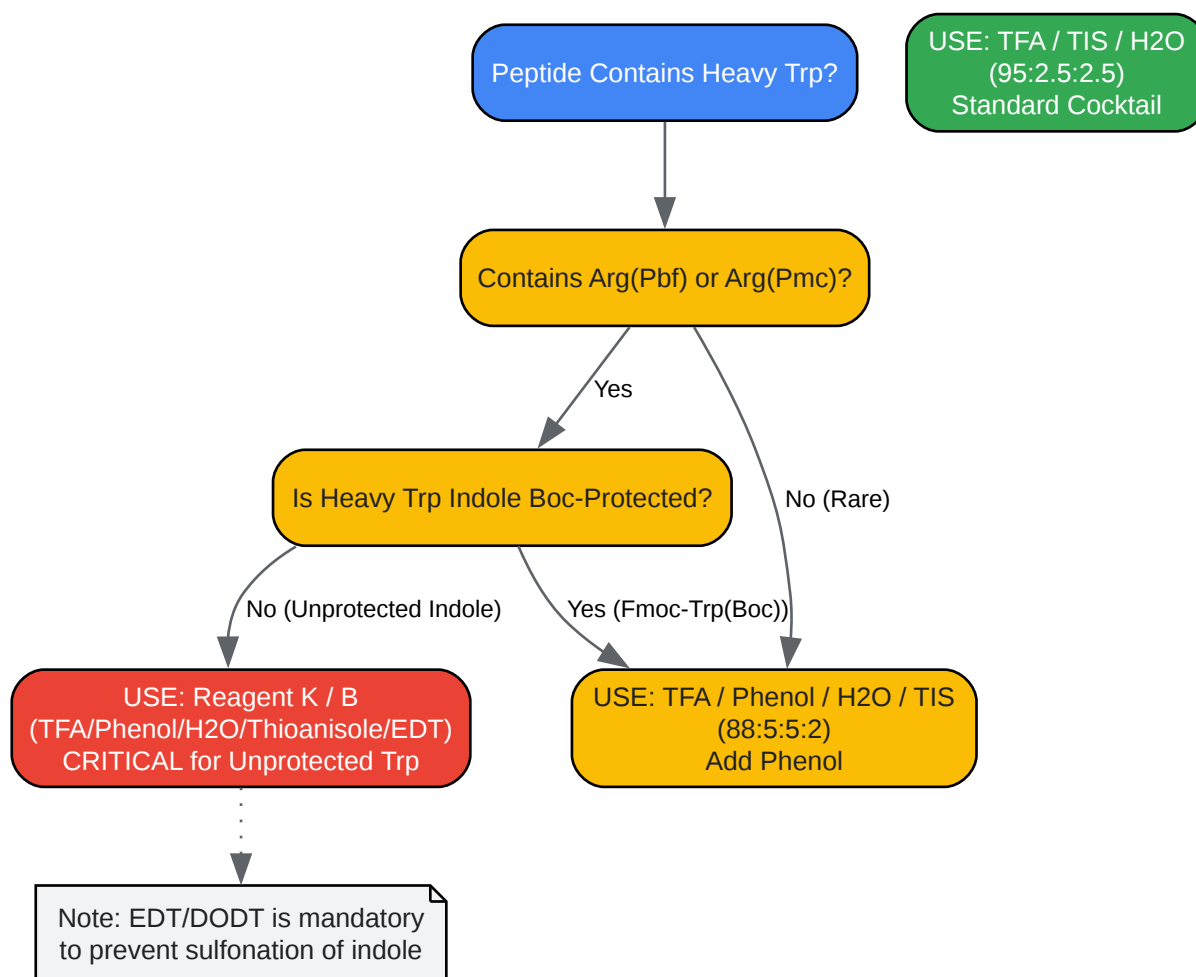 Peptide Contains Heavy Trp?
USE: TFA / TIS / H2O
(95:2.5:2.5)
Standard Cocktail
Contains Arg(Pbf) or Arg(Pmc)?
Yes
Is Heavy Trp Indole Boc-Protected?
No (Rare)
No (Unprotected Indole)
Yes (Fmoc-Trp(Boc))
USE: Reagent K / B
(TFA/Phenol/H2O/Thioanisole/EDT)
CRITICAL for Unprotected Trp
USE: TFA / Phenol / H2O / TIS
(88:5:5:2)
Add Phenol
Note: EDT/DODT is mandatory
to prevent sulfonation of indole